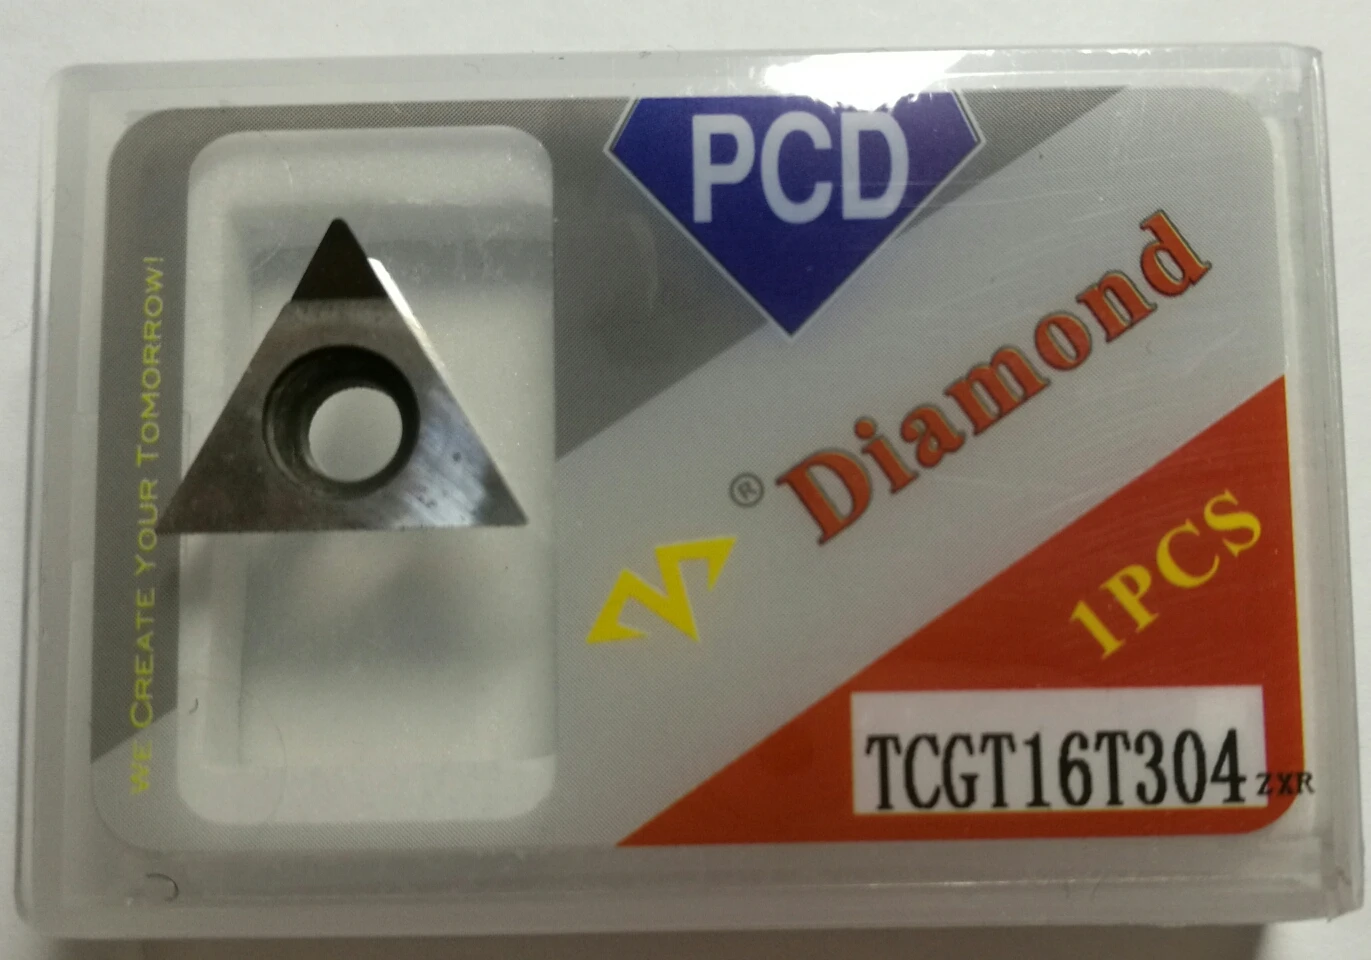 PCD
WE CREATE YOUR TOMORROW!
® Diamond
1PCS
TCGT16T304
ZXR